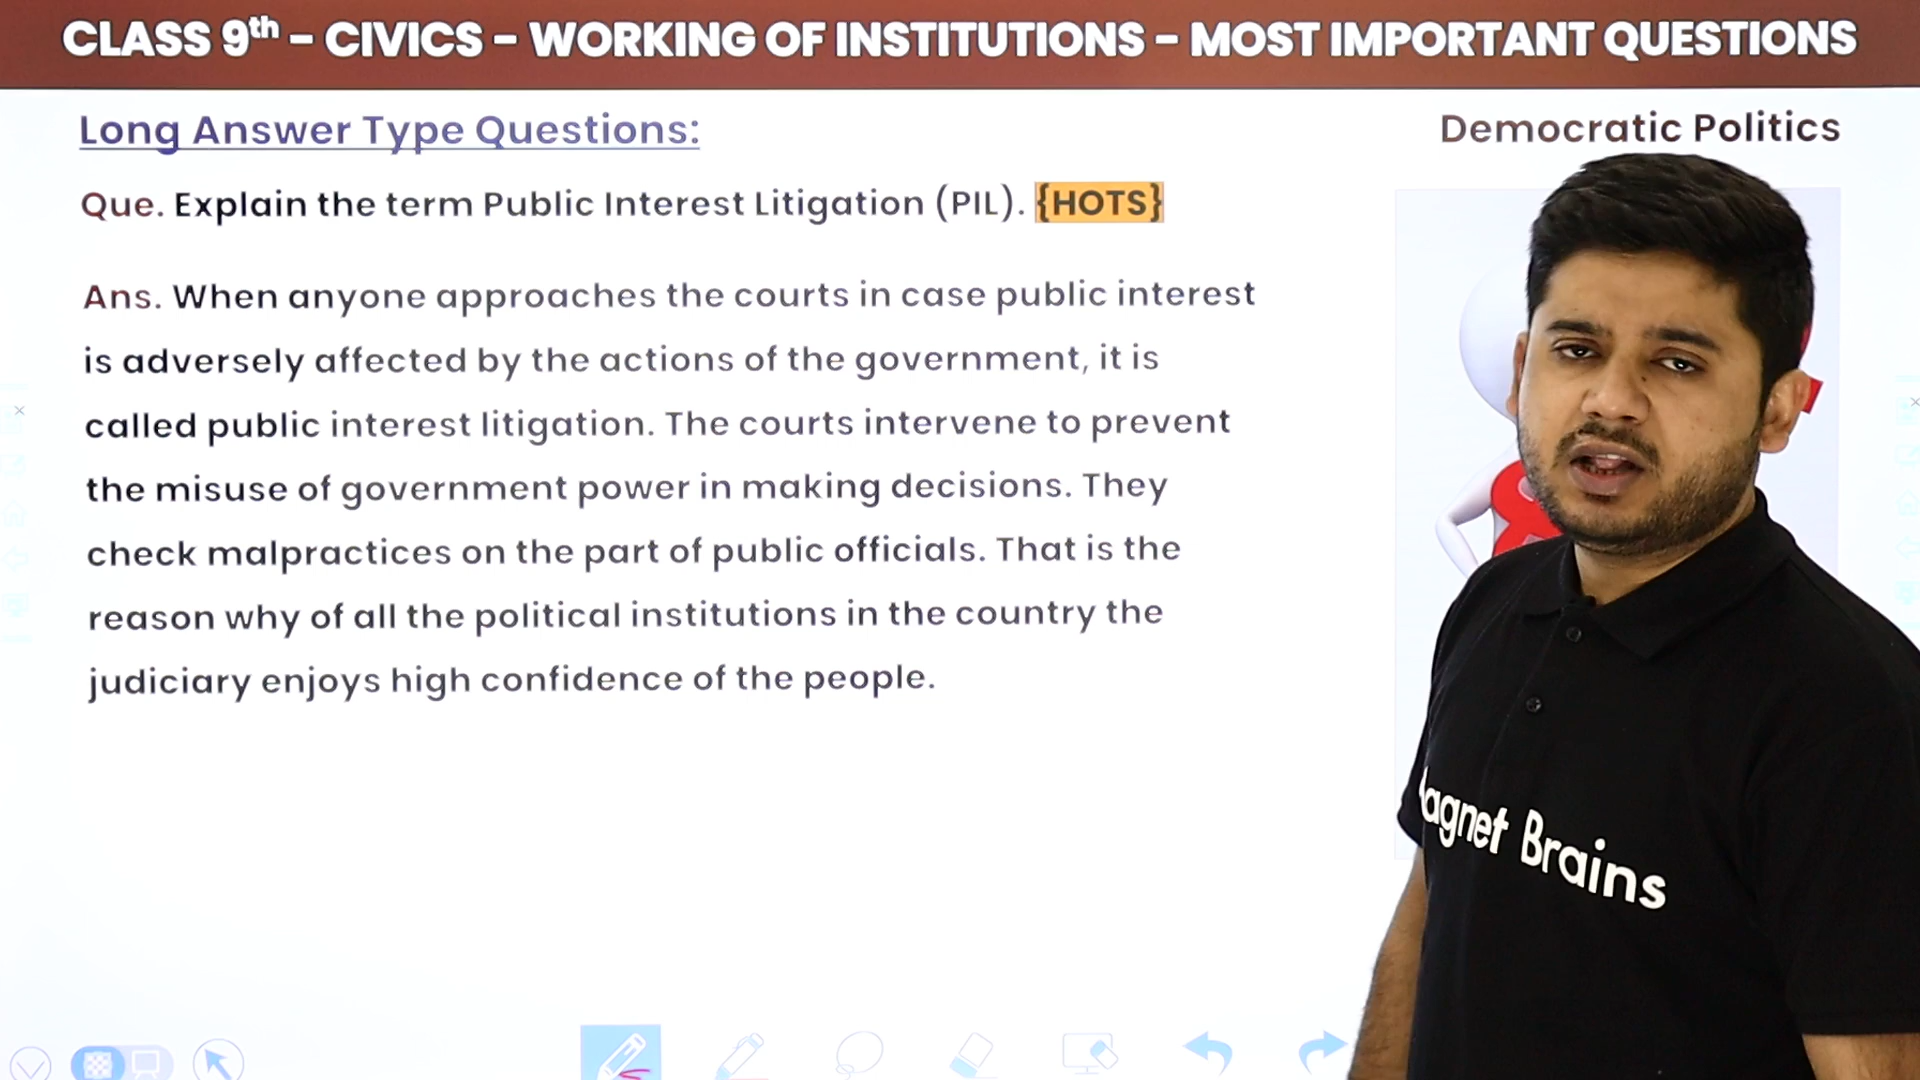 CLASS 9th – CIVICS – WORKING OF INSTITUTIONS – MOST IMPORTANT QUESTIONS
Long Answer Type Questions:
Democratic Politics
Que. Explain the term Public Interest Litigation (PIL). {HOTS}
Ans. When anyone approaches the courts in case public interest
is adversely affected by the actions of the government, it is
called public interest litigation. The courts intervene to prevent
the misuse of government power in making decisions. They
check malpractices on the part of public officials. That is the
reason why of all the political institutions in the country the
judiciary enjoys high confidence of the people.
agnet Brains